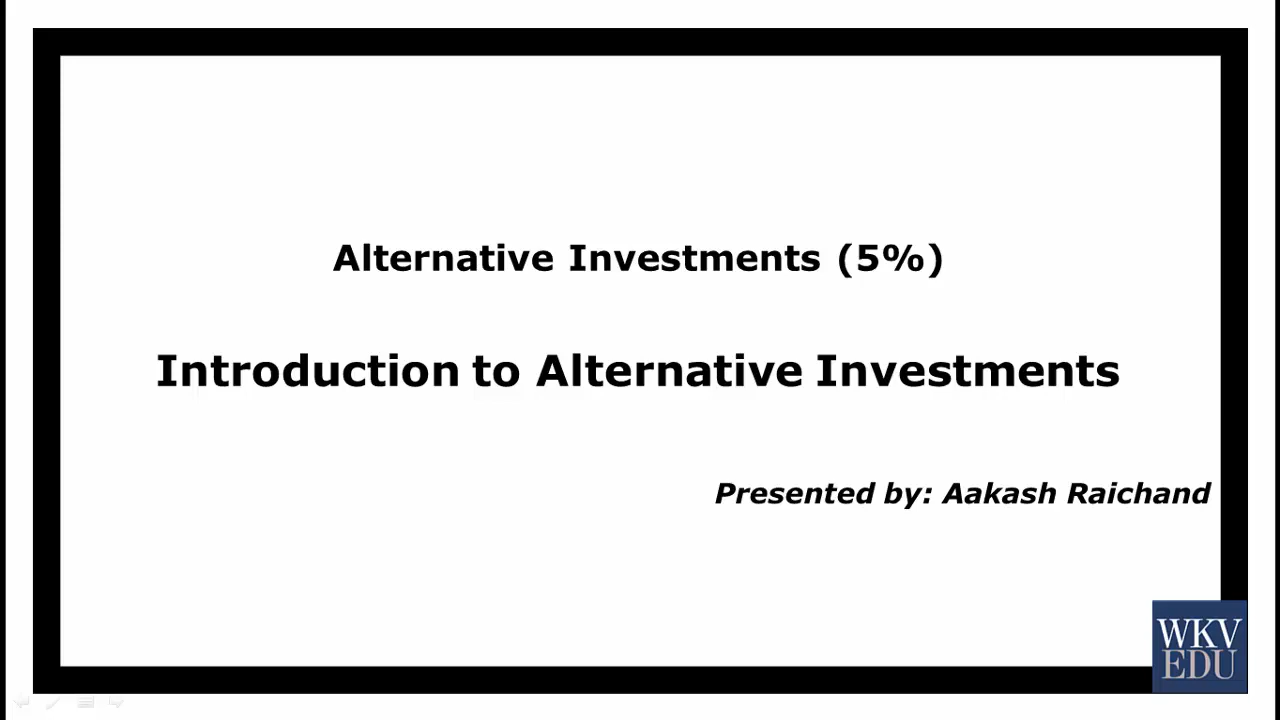 Alternative Investments (5%)
Introduction to Alternative Investments
Presented by: Aakash Raichand
WKV
EDU